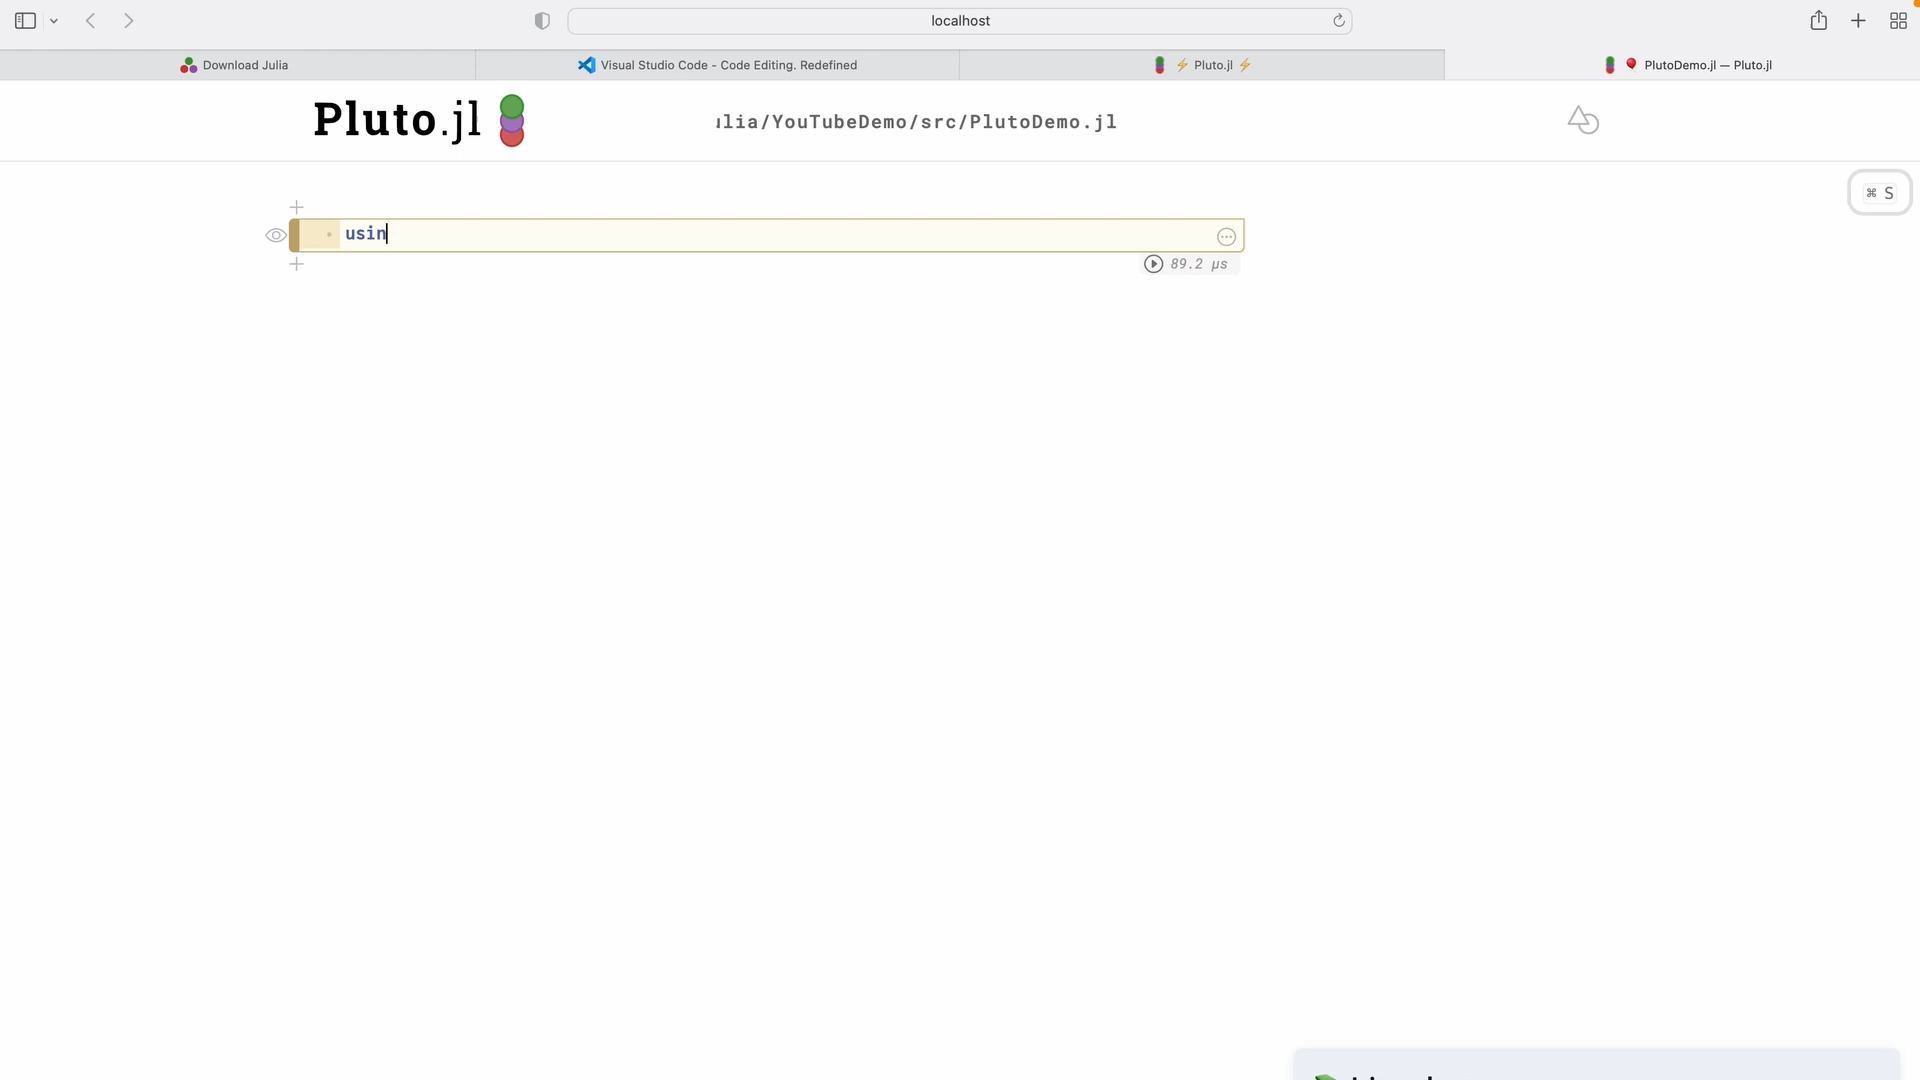 localhost
Download Julia
Visual Studio Code - Code Editing. Redefined
⚡ Pluto.jl ⚡
PlutoDemo.jl — Pluto.jl
Pluto.jl
lia/YouTubeDemo/src/PlutoDemo.jl
⌘ S
usin
89.2 μs